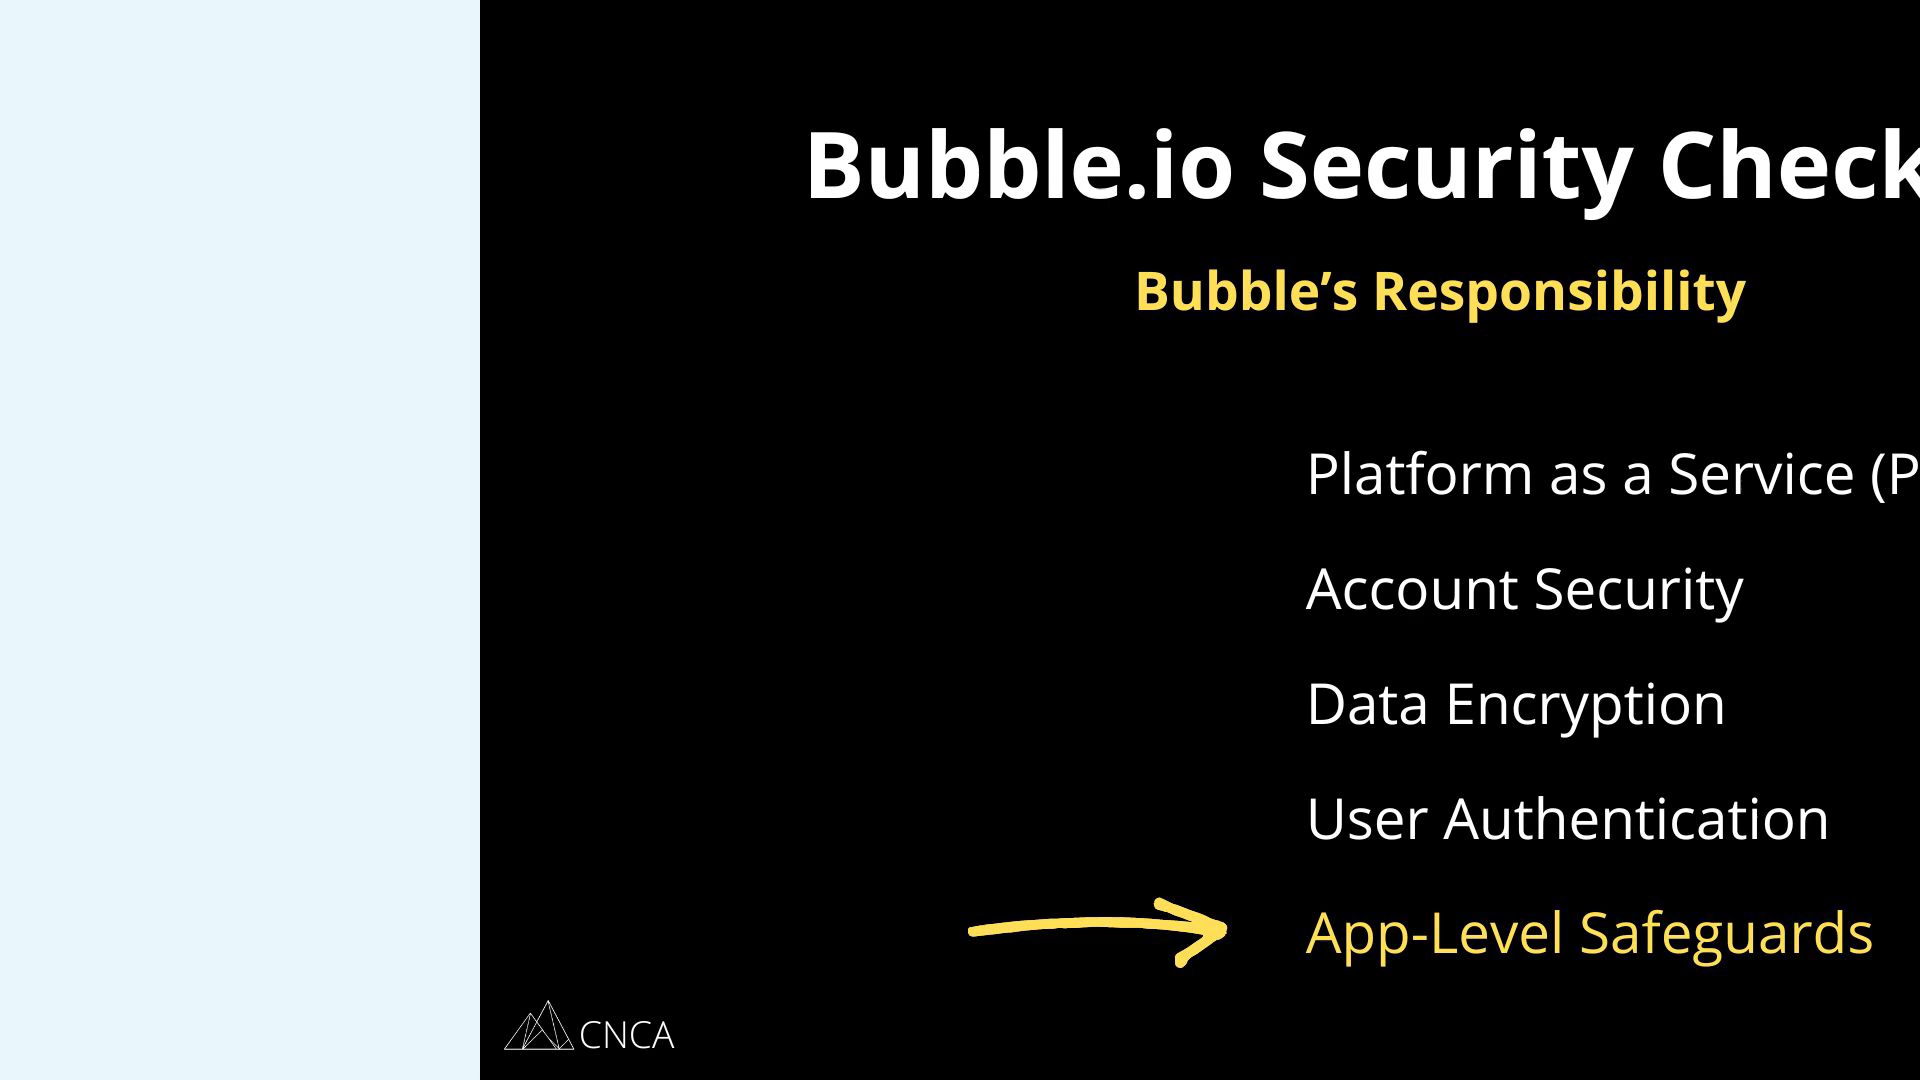 Bubble.io Security Check
Bubble’s Responsibility
Platform as a Service (P
Account Security
Data Encryption
User Authentication
App-Level Safeguards
CNCA